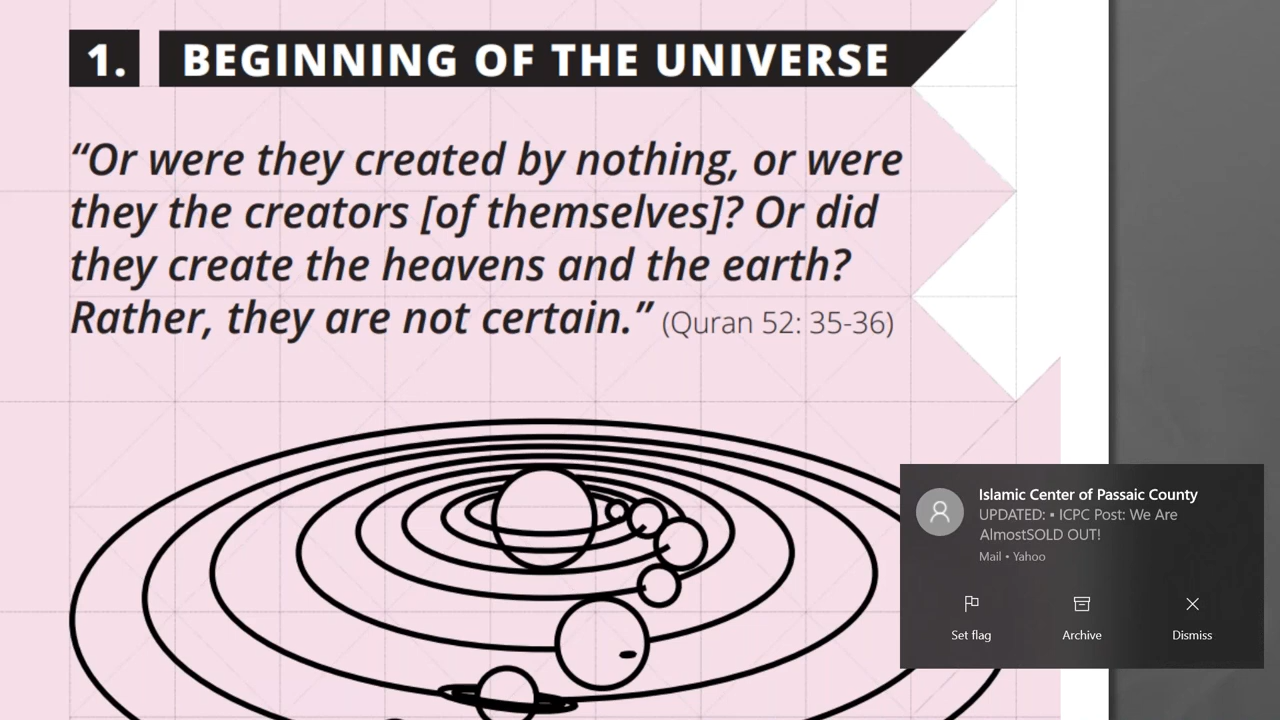 1. BEGINNING OF THE UNIVERSE
“Or were they created by nothing, or were
they the creators [of themselves]? Or did
they create the heavens and the earth?
Rather, they are not certain.” (Quran 52: 35-36)
Islamic Center of Passaic County
UPDATED: ▪ ICPC Post: We Are
AlmostSOLD OUT!
Mail • Yahoo
Set flag Archive Dismiss